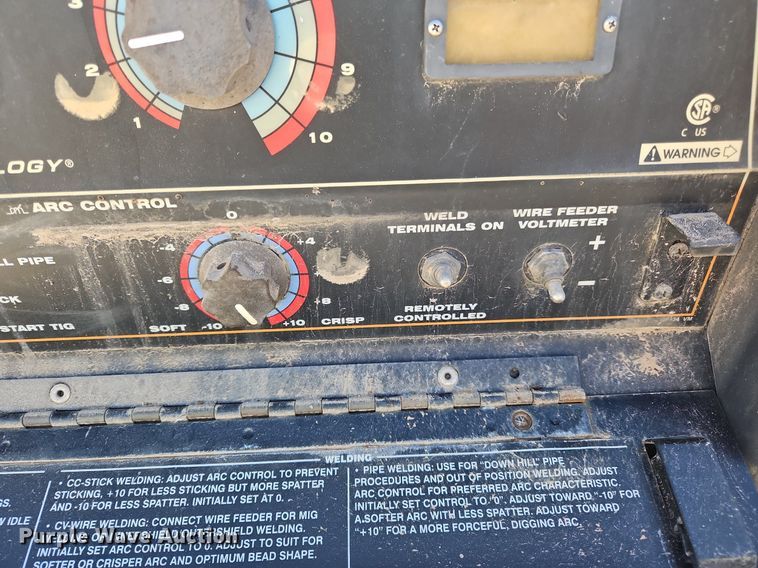 3
2
1
9
10
LOGY®
CSA ®
C US
WARNING
ARC CONTROL
0
-4
+4
-6
-8
+8
-10
+10
SOFT
CRISP
LL PIPE
CK
START TIG
WELD
TERMINALS ON
REMOTELY
CONTROLLED
WIRE FEEDER
VOLTMETER
+
–
VM
WELDING
• CC-STICK WELDING: ADJUST ARC CONTROL TO PREVENT
STICKING, +10 FOR LESS STICKING BUT MORE SPATTER
AND -10 FOR LESS SPATTER. INITIALLY SET AT 0.
• CV-WIRE WELDING: CONNECT WIRE FEEDER FOR MIG
SHIELD WELDING.
INITIALLY SET ARC CONTROL TO 0. ADJUST TO SUIT FOR
SOFTER OR CRISPER ARC AND OPTIMUM BEAD SHAPE.
• PIPE WELDING: USE FOR "DOWN HILL" PIPE
PROCEDURES AND OUT OF POSITION WELDING. ADJUST
ARC CONTROL FOR PREFERRED ARC CHARACTERISTIC.
INITIALLY SET CONTROL TO "0". ADJUST TOWARD "-10" FOR
A SOFTER ARC WITH LESS SPATTER. ADJUST TOWARD
"+10" FOR A MORE FORCEFUL, DIGGING ARC.
NGS.
W IDLE
Purple Wave Auction